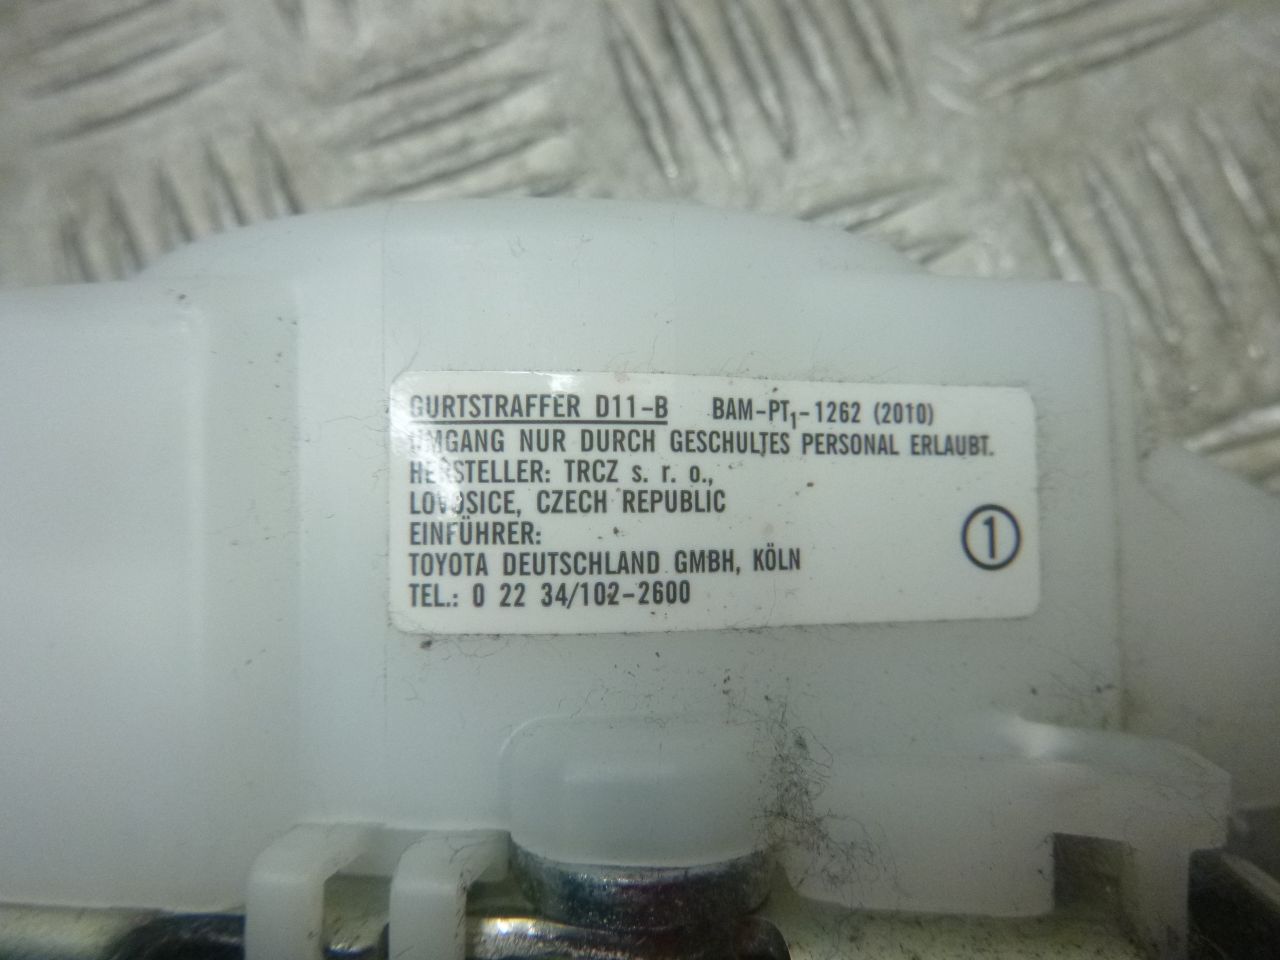 GURTSTRAFFER D11-B BAM-PT1-1262 (2010)
UMGANG NUR DURCH GESCHULTES PERSONAL ERLAUBT.
HERSTELLER: TRCZ s. r. o.,
LOVOSICE, CZECH REPUBLIC
EINFÜHRER:
TOYOTA DEUTSCHLAND GMBH, KÖLN
TEL.: 0 22 34/102-2600
1